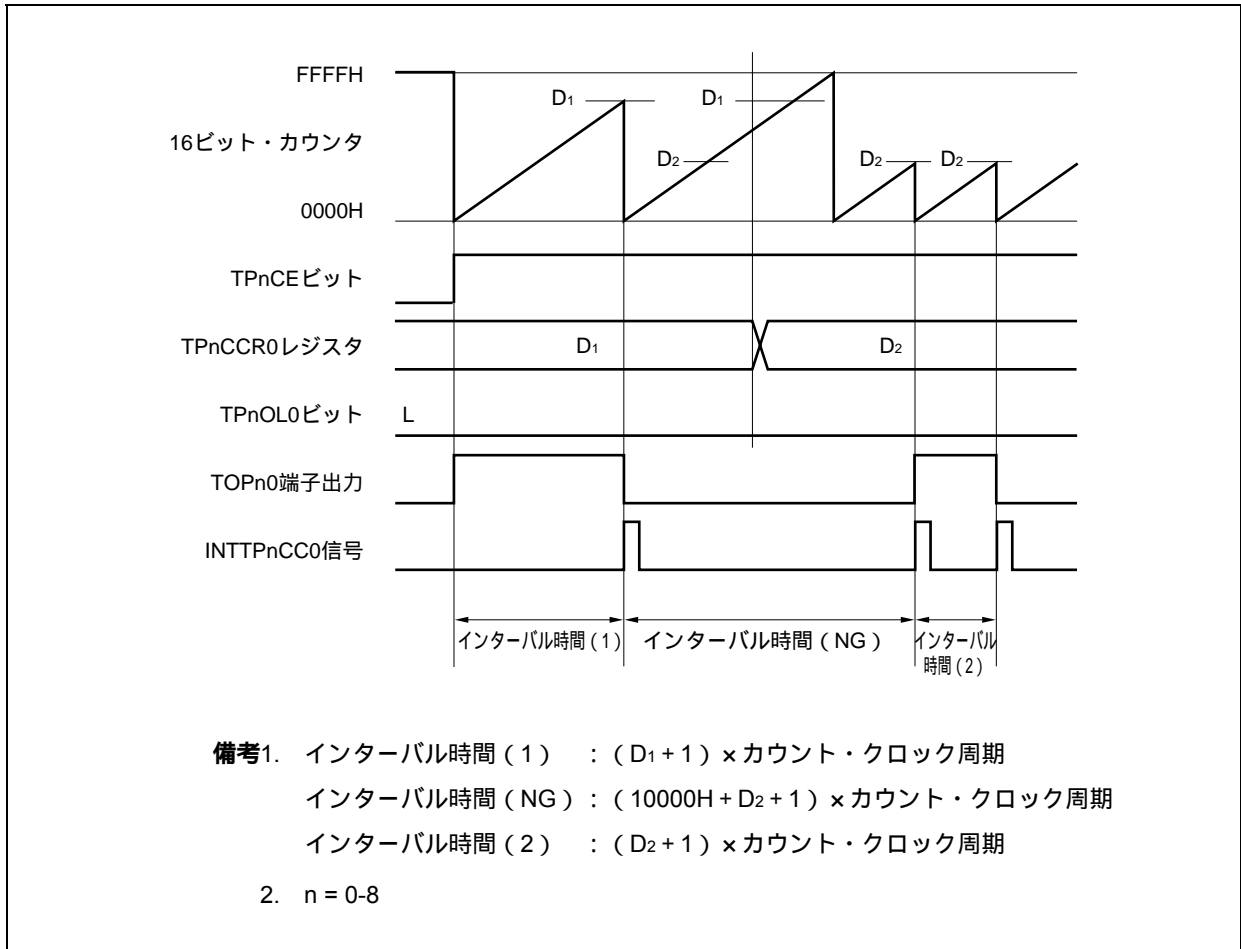 FFFFH
D1 D1
16ビット・カウンタ
D2 D2 D2
0000H
TPnCEビット
TPnCCR0レジスタ D1 D2
TPnOL0ビット L
TOPn0端子出力
INTTPnCC0信号
インターバル時間(1) インターバル時間(NG) インターバル
時間(2)
備考1. インターバル時間(1) :(D1+1)×カウント・クロック周期
インターバル時間(NG):(10000H+D2+1)×カウント・クロック周期
インターバル時間(2) :(D2+1)×カウント・クロック周期
2. n = 0-8